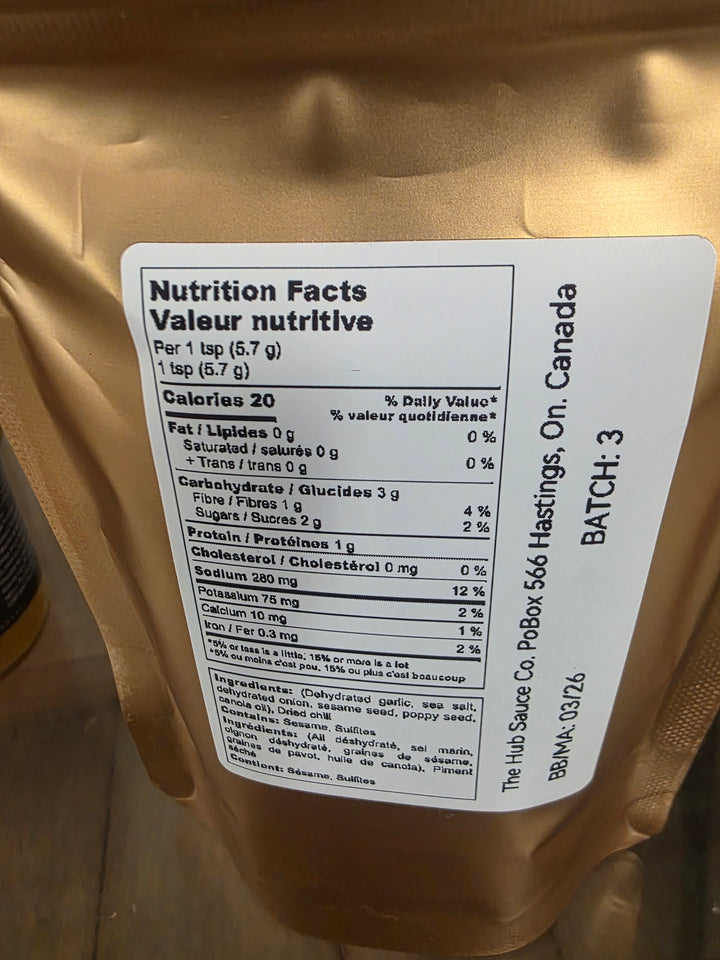 Nutrition Facts
Valeur nutritive
Per 1 tsp (5.7 g)
1 tsp (5.7 g)
Calories 20
% Daily Value*
% valeur quotidienne*
Fat / Lipides 0 g 0 %
Saturated / saturés 0 g
+ Trans / trans 0 g 0 %
Carbohydrate / Glucides 3 g
Fibre / Fibres 1 g 4 %
Sugars / Sucres 2 g 2 %
Protein / Protéines 1 g
Cholesterol / Cholestérol 0 mg 0 %
Sodium 280 mg 12 %
Potassium 75 mg 2 %
Calcium 10 mg 1 %
Iron / Fer 0.3 mg 2 %
*5% or less is a little, 15% or more is a lot
*5% ou moins c'est peu, 15% ou plus c'est beaucoup
Ingredients: (Dehydrated garlic, sea salt,
dehydrated onion, sesame seed, poppy seed,
canola oil), Dried chili
Contains: Sesame, Sulfites
Ingrédients: (Ail déshydraté, sel marin,
oignon déshydraté, graines de sésame,
graines de pavot, huile de canola), Piment
séché
Contient: Sésame, Sulfites
The Hub Sauce Co. PoBox 566 Hastings, On. Canada
BB/MA: 03/26 BATCH: 3